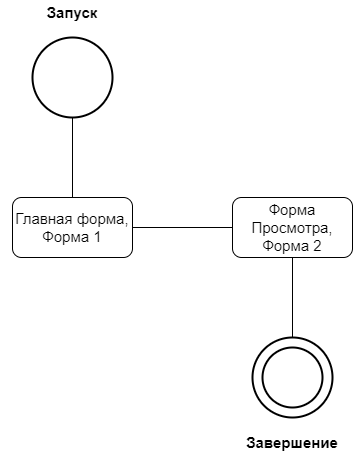 Запуск
Главная форма,
Форма 1
Форма
Просмотра,
Форма 2
Завершение